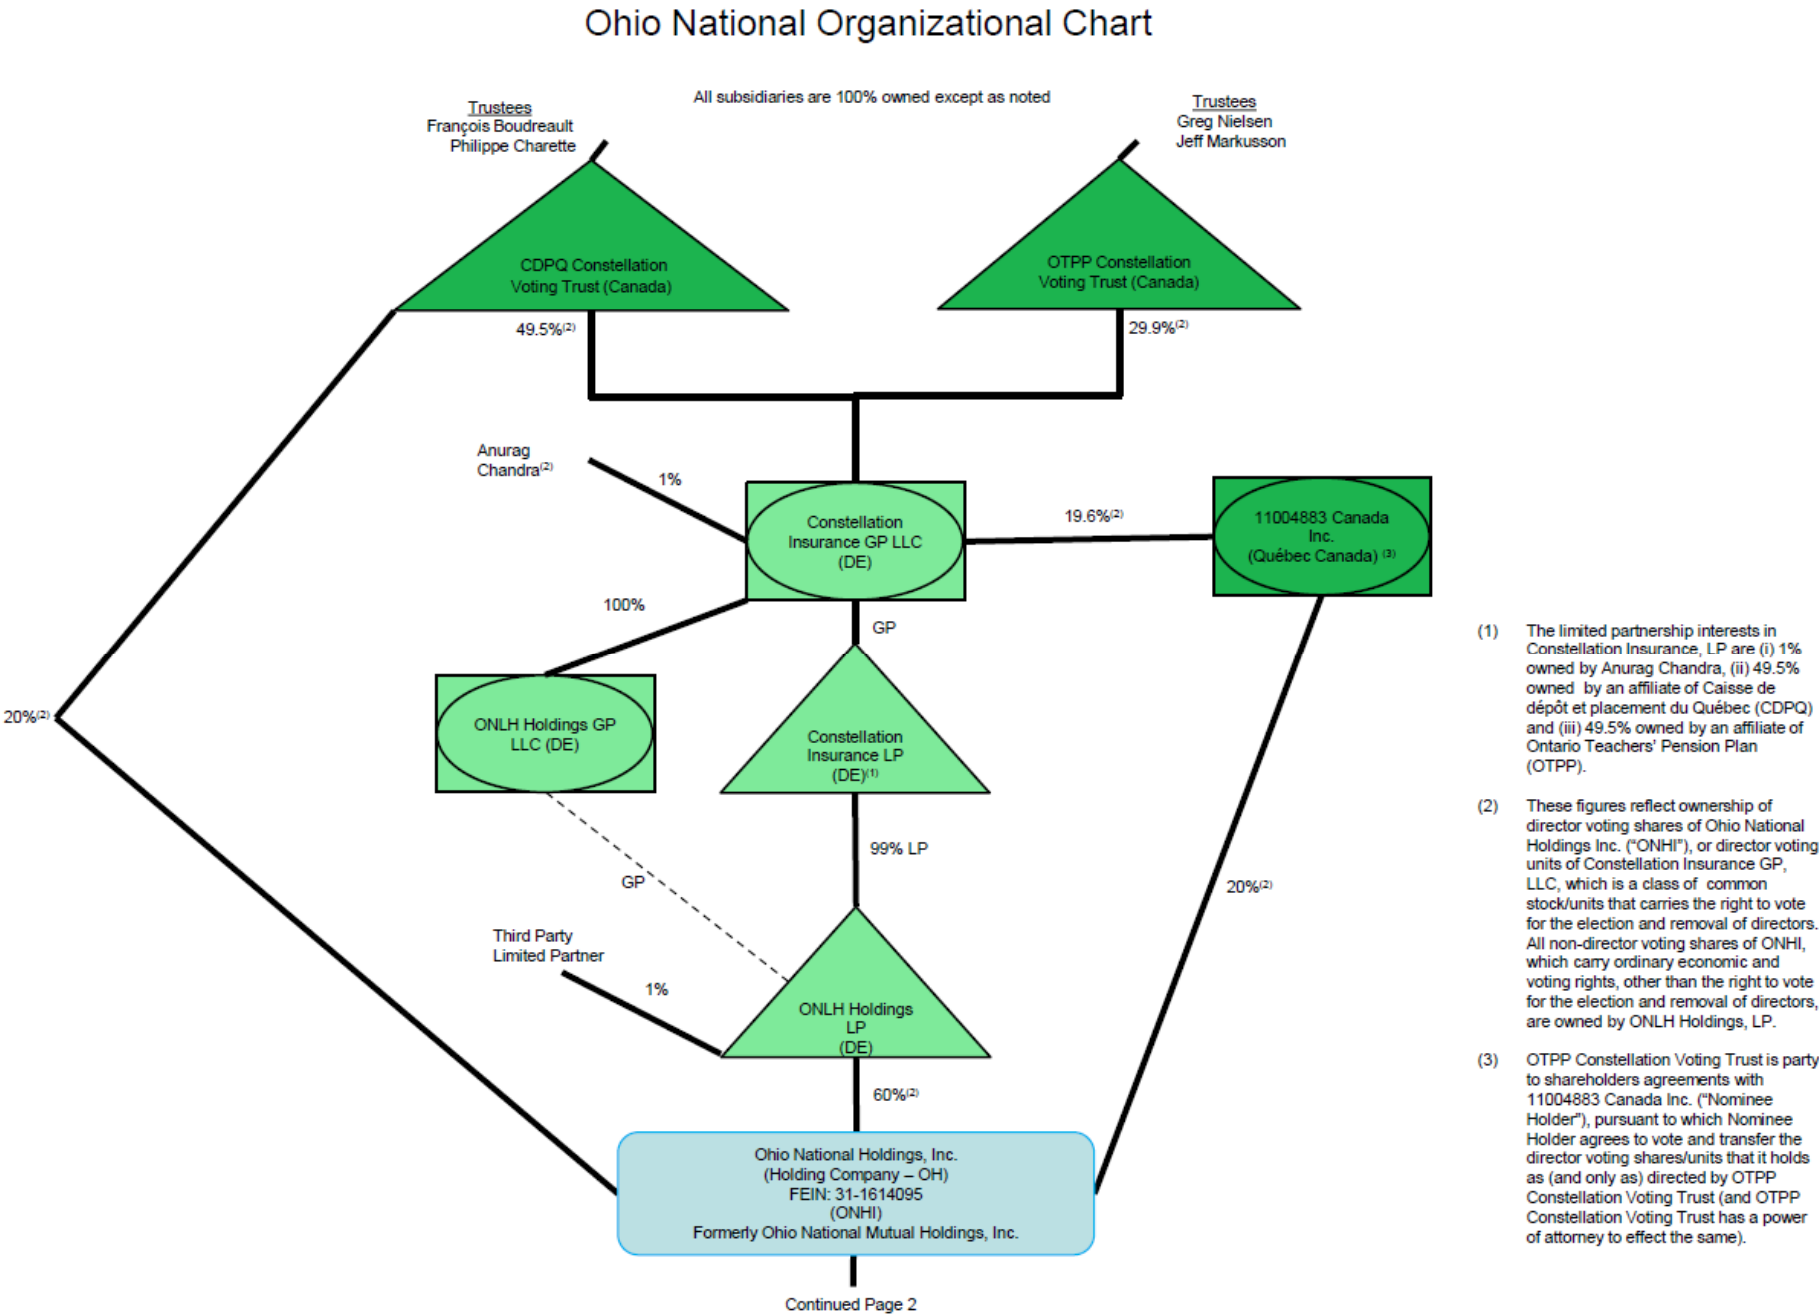 Ohio National Organizational Chart
All subsidiaries are 100% owned except as noted
Trustees
François Boudreault
Philippe Charette
Trustees
Greg Nielsen
Jeff Markusson
CDPQ Constellation
Voting Trust (Canada)
OTPP Constellation
Voting Trust (Canada)
49.5%(2)
29.9%(2)
Anurag
Chandra(2)
1%
Constellation
Insurance GP LLC
(DE)
19.6%(2)
11004883 Canada
Inc.
(Québec Canada) (3)
100%
GP
ONLH Holdings GP
LLC (DE)
Constellation
Insurance LP
(DE)(1)
20%(2)
99% LP
GP
20%(2)
Third Party
Limited Partner
1%
ONLH Holdings
LP
(DE)
60%(2)
Ohio National Holdings, Inc.
(Holding Company – OH)
FEIN: 31-1614095
(ONHI)
Formerly Ohio National Mutual Holdings, Inc.
Continued Page 2
(1) The limited partnership interests in
Constellation Insurance, LP are (i) 1%
owned by Anurag Chandra, (ii) 49.5%
owned by an affiliate of Caisse de
dépôt et placement du Québec (CDPQ)
and (iii) 49.5% owned by an affiliate of
Ontario Teachers' Pension Plan
(OTPP).
(2) These figures reflect ownership of
director voting shares of Ohio National
Holdings Inc. (“ONHI”), or director voting
units of Constellation Insurance GP,
LLC, which is a class of common
stock/units that carries the right to vote
for the election and removal of directors.
All non-director voting shares of ONHI,
which carry ordinary economic and
voting rights, other than the right to vote
for the election and removal of directors,
are owned by ONLH Holdings, LP.
(3) OTPP Constellation Voting Trust is party
to shareholders agreements with
11004883 Canada Inc. (“Nominee
Holder”), pursuant to which Nominee
Holder agrees to vote and transfer the
director voting shares/units that it holds
as (and only as) directed by OTPP
Constellation Voting Trust (and OTPP
Constellation Voting Trust has a power
of attorney to effect the same).